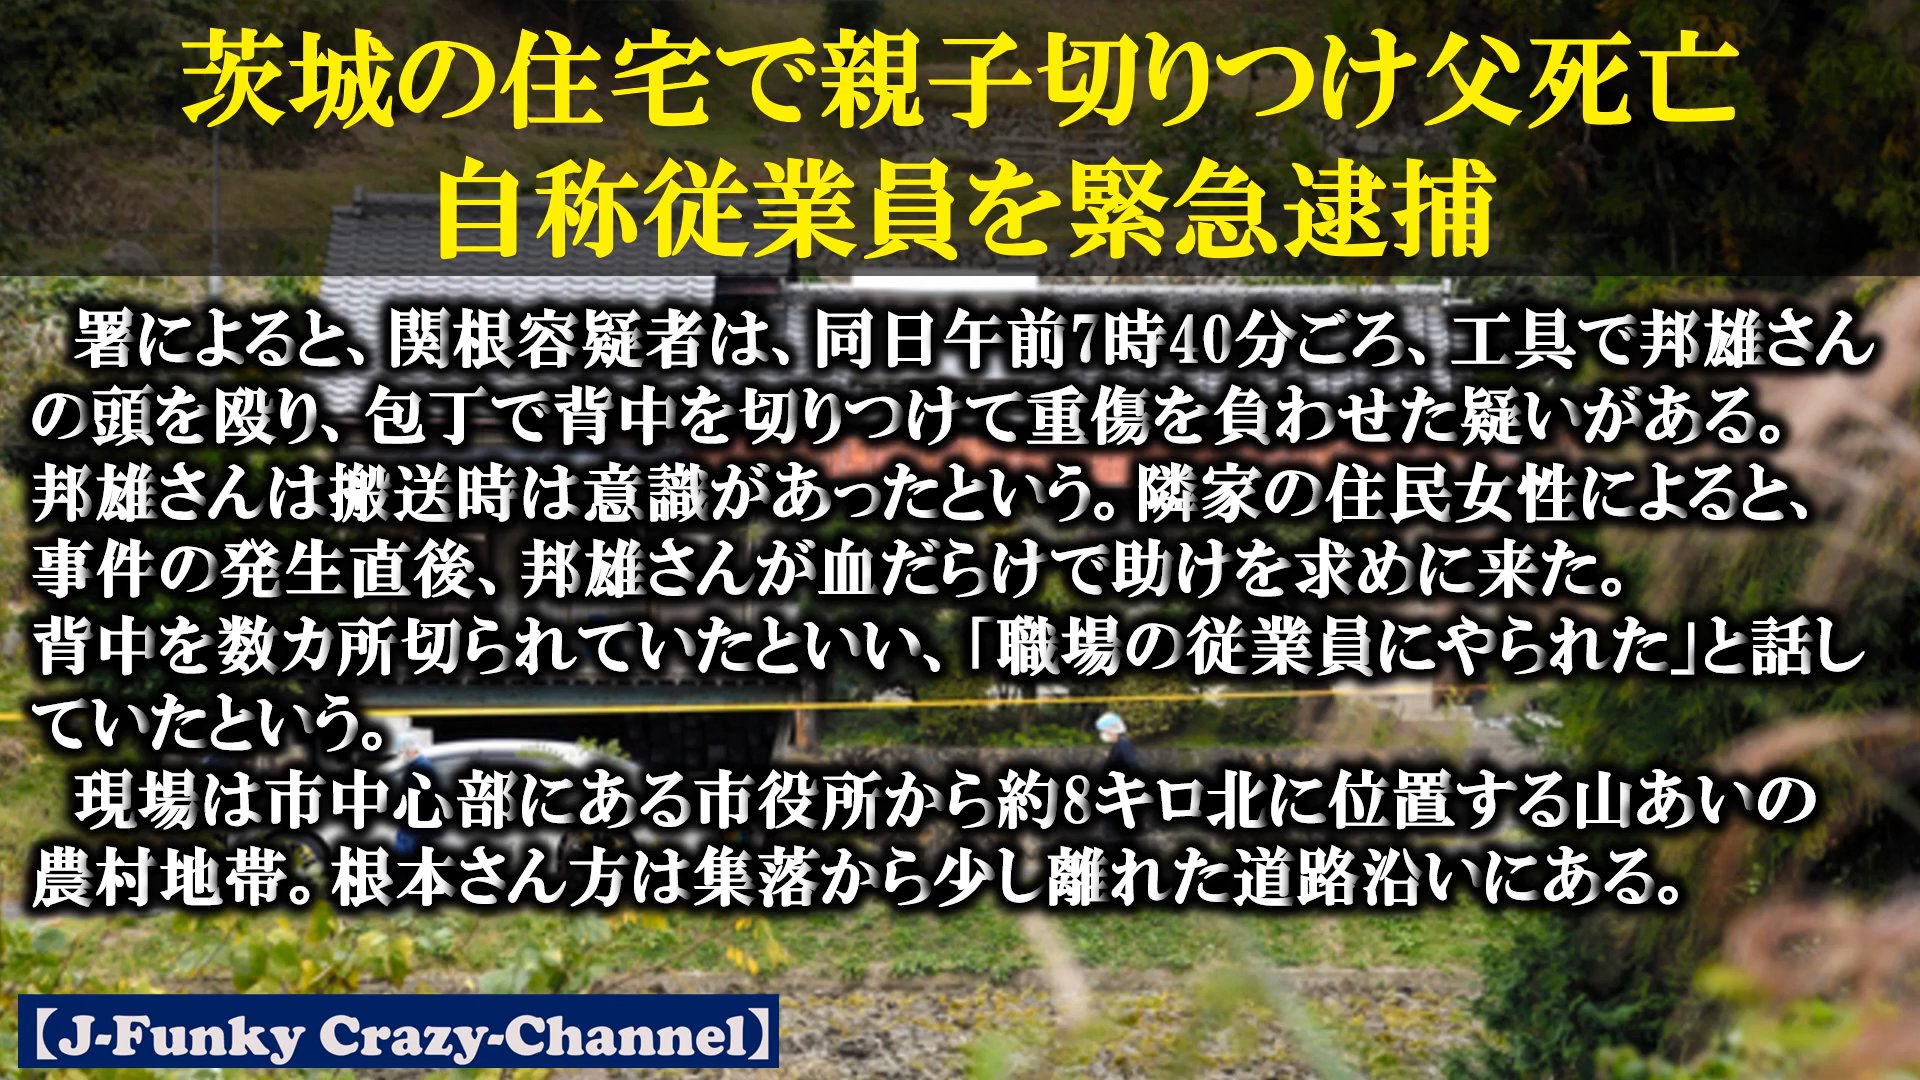 茨城の住宅で親子切りつけ父死亡
自称従業員を緊急逮捕
署によると、関根容疑者は、同日午前7時40分ごろ、工具で邦雄さん
の頭を殴り、包丁で背中を切りつけて重傷を負わせた疑いがある。
邦雄さんは搬送時は意識があったという。隣家の住民女性によると、
事件の発生直後、邦雄さんが血だらけで助けを求めに来た。
背中を数カ所切られていたといい、「職場の従業員にやられた」と話し
ていたという。
現場は市中心部にある市役所から約8キロ北に位置する山あいの
農村地帯。根本さん方は集落から少し離れた道路沿いにある。
【J-Funky Crazy-Channel】